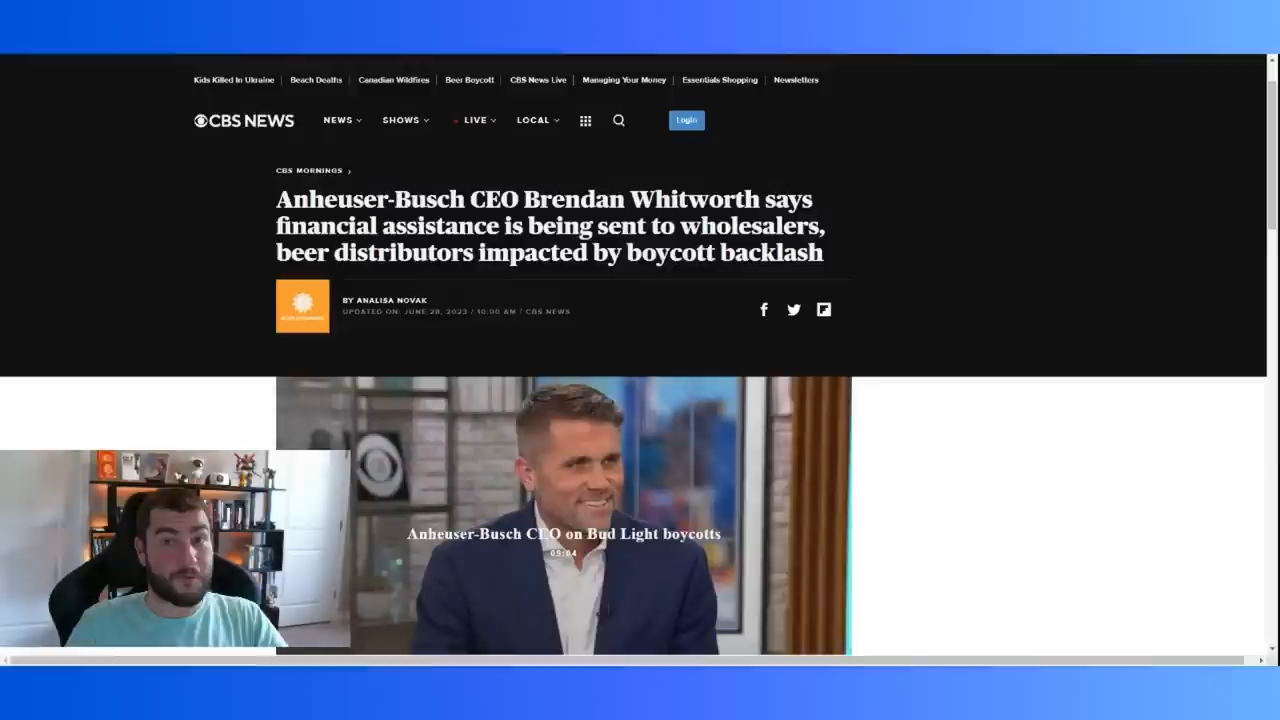 Kids Killed In Ukraine Beach Deaths Canadian Wildfires Beer Boycott CBS News Live Managing Your Money Essentials Shopping Newsletters
CBS NEWS NEWS SHOWS LIVE LOCAL Login
CBS MORNINGS
Anheuser-Busch CEO Brendan Whitworth says
financial assistance is being sent to wholesalers,
beer distributors impacted by boycott backlash
BY ANALISA NOVAK
UPDATED ON: JUNE 28, 2023 / 10:00 AM / CBS NEWS
Anheuser-Busch CEO on Bud Light boycotts
09:04